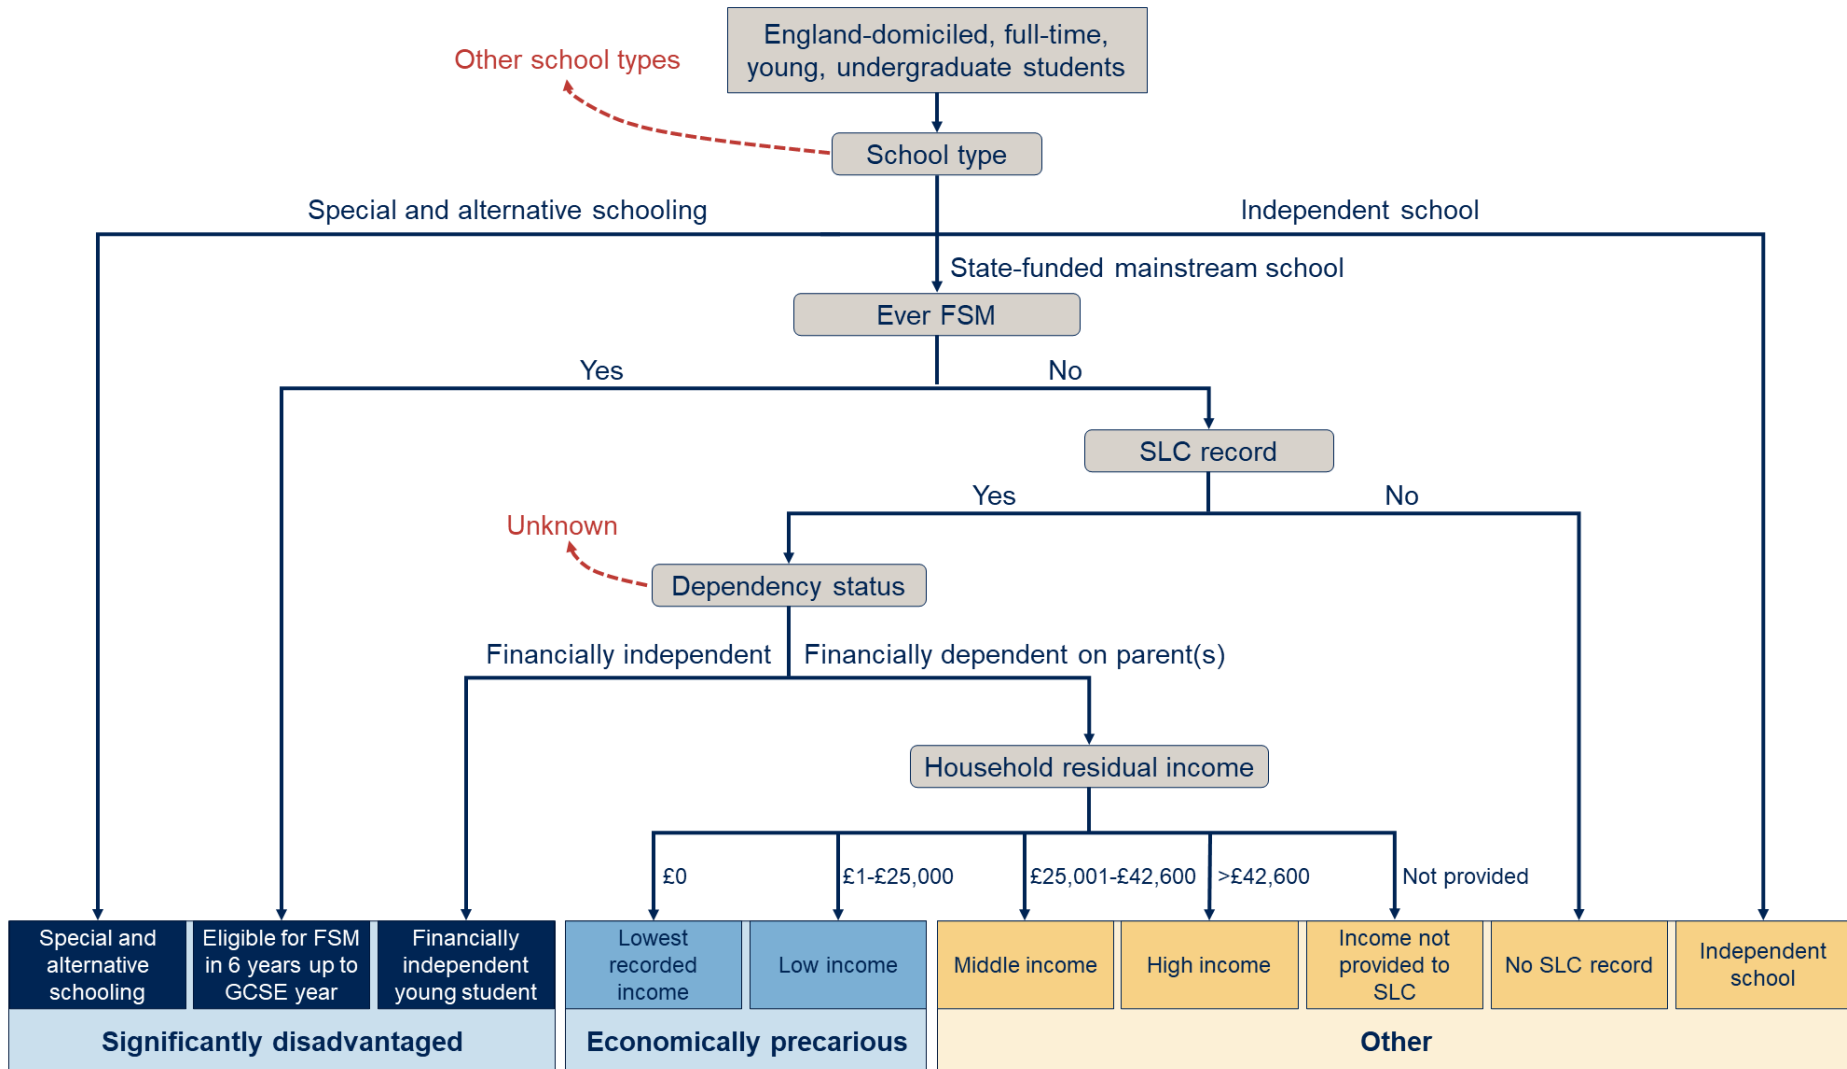 England-domiciled, full-time,
young, undergraduate students
Other school types
School type
Special and alternative schooling
Independent school
State-funded mainstream school
Ever FSM
Yes
No
SLC record
Yes
No
Unknown
Dependency status
Financially independent
Financially dependent on parent(s)
Household residual income
£0
£1-£25,000
£25,001-£42,600
>£42,600
Not provided
Special and
alternative
schooling
Eligible for FSM
in 6 years up to
GCSE year
Financially
independent
young student
Lowest
recorded
income
Low income
Middle income
High income
Income not
provided to
SLC
No SLC record
Independent
school
Significantly disadvantaged
Economically precarious
Other